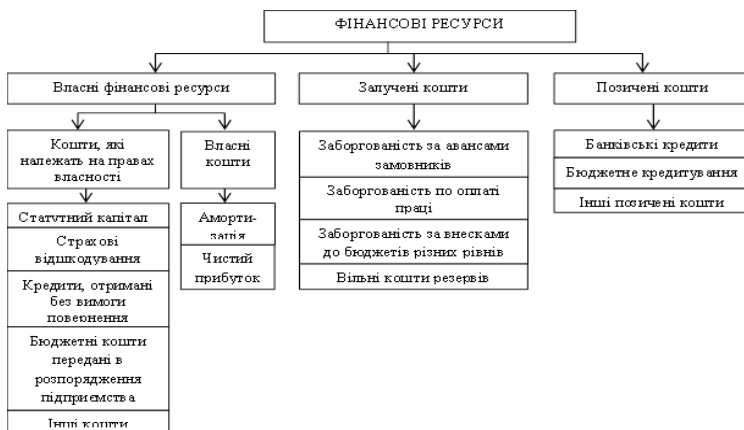 ФІНАНСОВІ РЕСУРСИ
Власні фінансові ресурси
Залучені кошти
Позичені кошти
Кошти, які
належать на правах
власності
Власні
кошти
Статутний капітал
Страхові
відшкодування
Кредити, отримані
без вимоги
повернення
Бюджетні кошти
передані в
розпорядження
підприємства
Інші кошти
Аморти-
зація
Чистий
прибуток
Заборгованість за авансами
замовників
Заборгованість по оплаті
праці
Заборгованість за внесками
до бюджетів різних рівнів
Вільні кошти резервів
Банківські кредити
Бюджетне кредитування
Інші позичені кошти